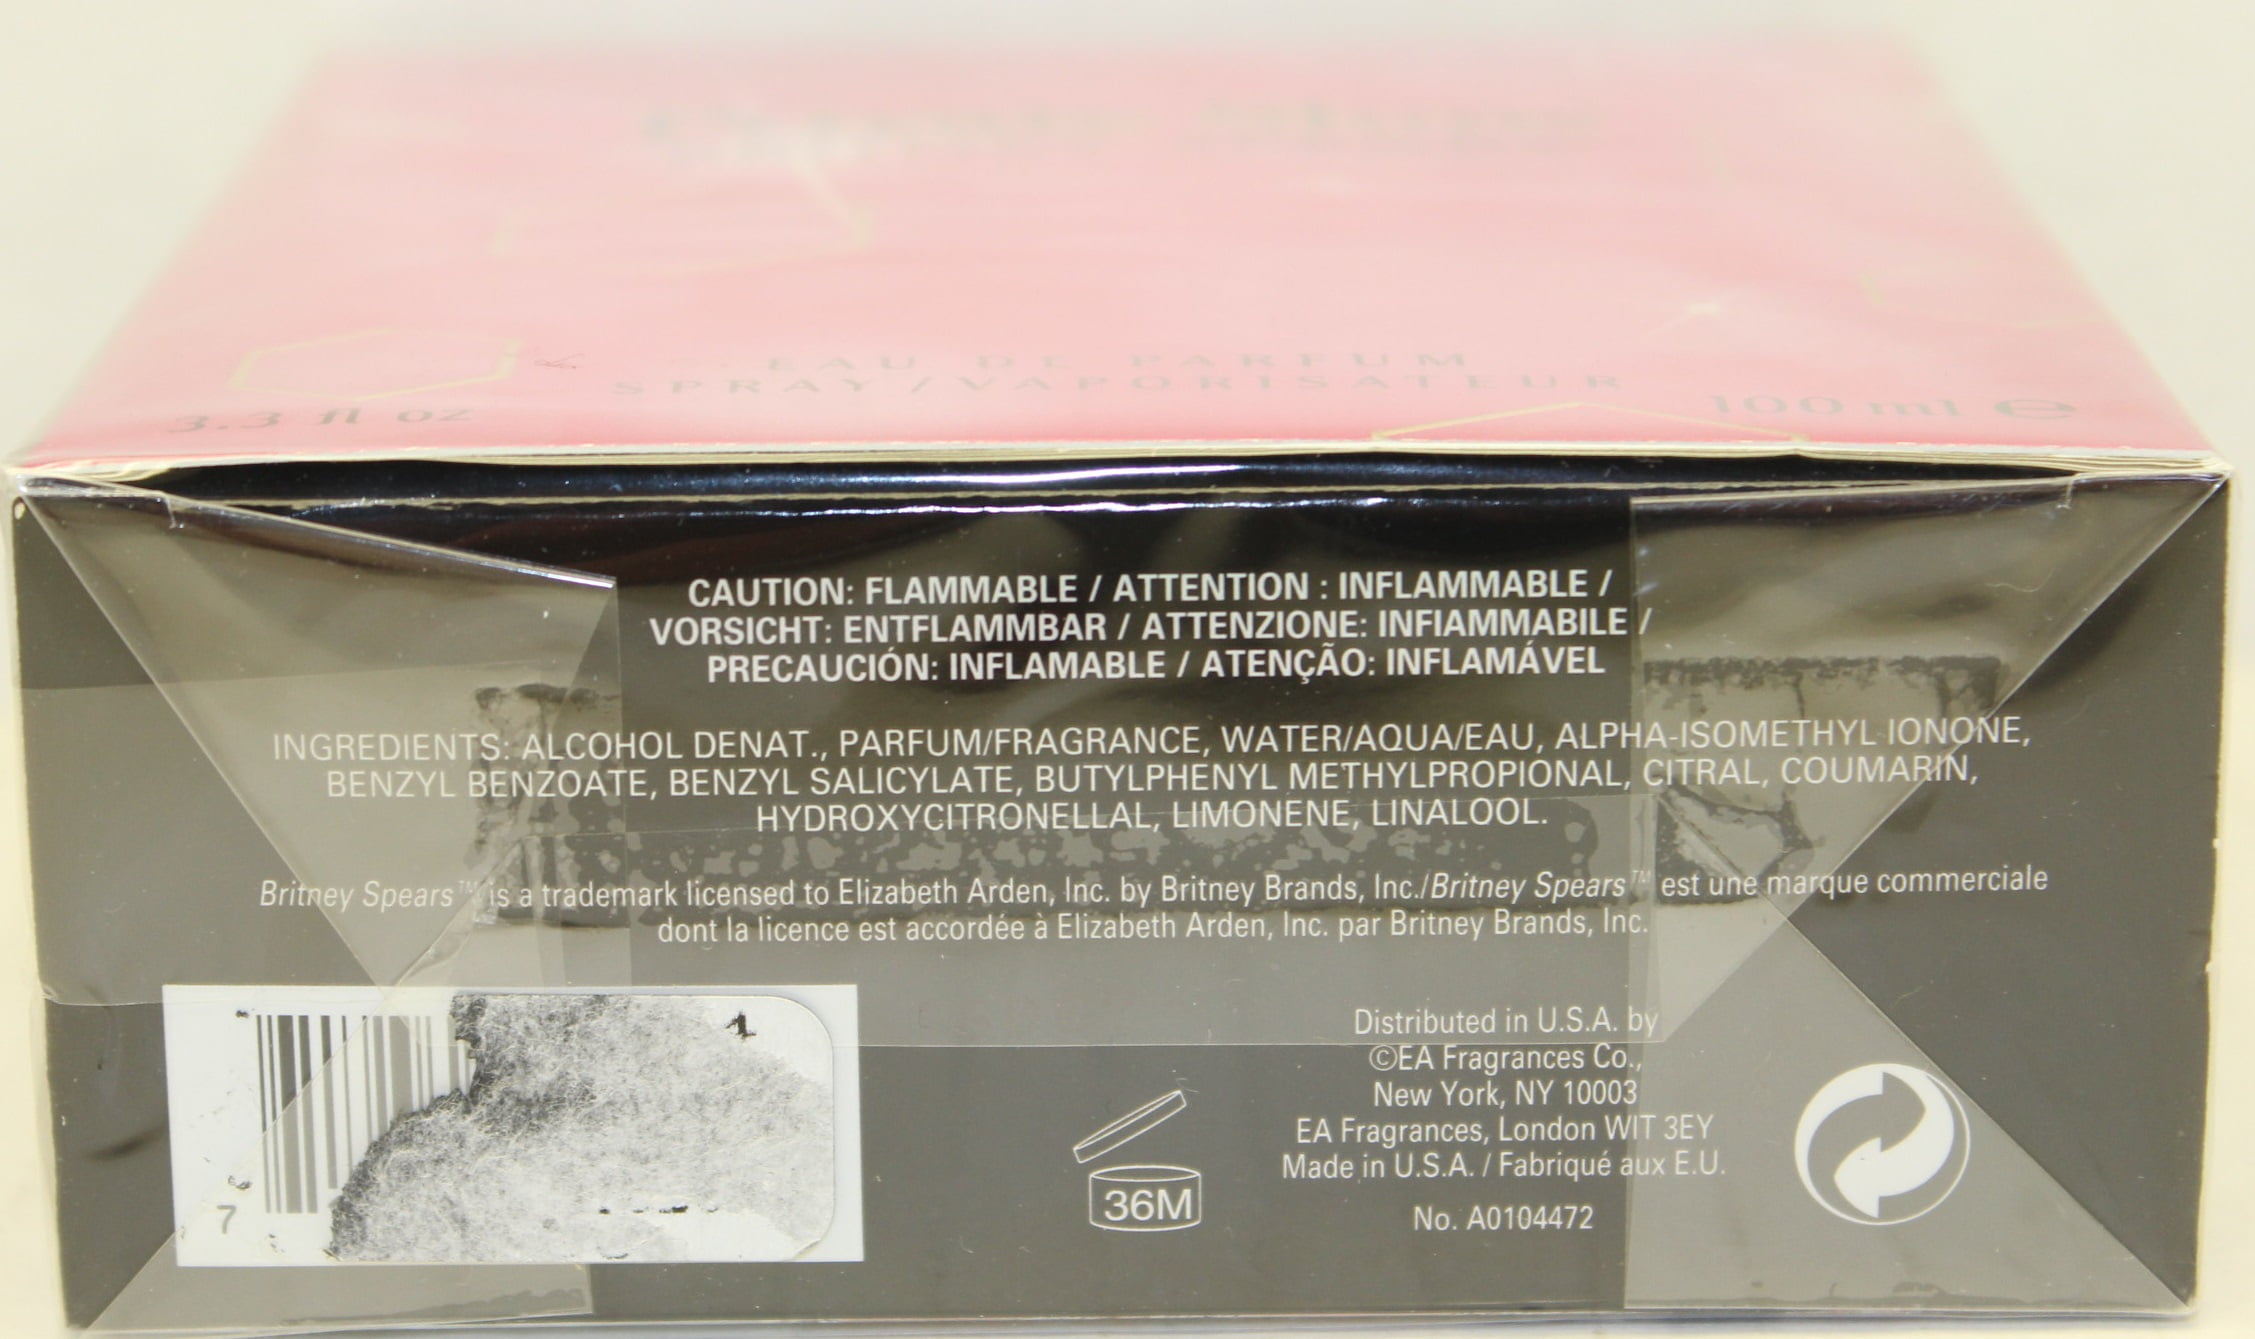 EAU DE PARFUM
SPRAY/VAPORISATEUR
3.3 fl oz
100 ml ℮
CAUTION: FLAMMABLE / ATTENTION : INFLAMMABLE /
VORSICHT: ENTFLAMMBAR / ATTENZIONE: INFIAMMABILE /
PRECAUCIÓN: INFLAMABLE / ATENÇÃO: INFLAMÁVEL
INGREDIENTS: ALCOHOL DENAT., PARFUM/FRAGRANCE, WATER/AQUA/EAU, ALPHA-ISOMETHYL IONONE,
BENZYL BENZOATE, BENZYL SALICYLATE, BUTYLPHENYL METHYLPROPIONAL, CITRAL, COUMARIN,
HYDROXYCITRONELLAL, LIMONENE, LINALOOL.
Britney Spears™ is a trademark licensed to Elizabeth Arden, Inc. by Britney Brands, Inc./Britney Spears™ est une marque commerciale
dont la licence est accordée à Elizabeth Arden, Inc. par Britney Brands, Inc.
7
36M
Distributed in U.S.A. by
©EA Fragrances Co.,
New York, NY 10003
EA Fragrances, London WIT 3EY
Made in U.S.A. / Fabriqué aux E.U.
No. A0104472